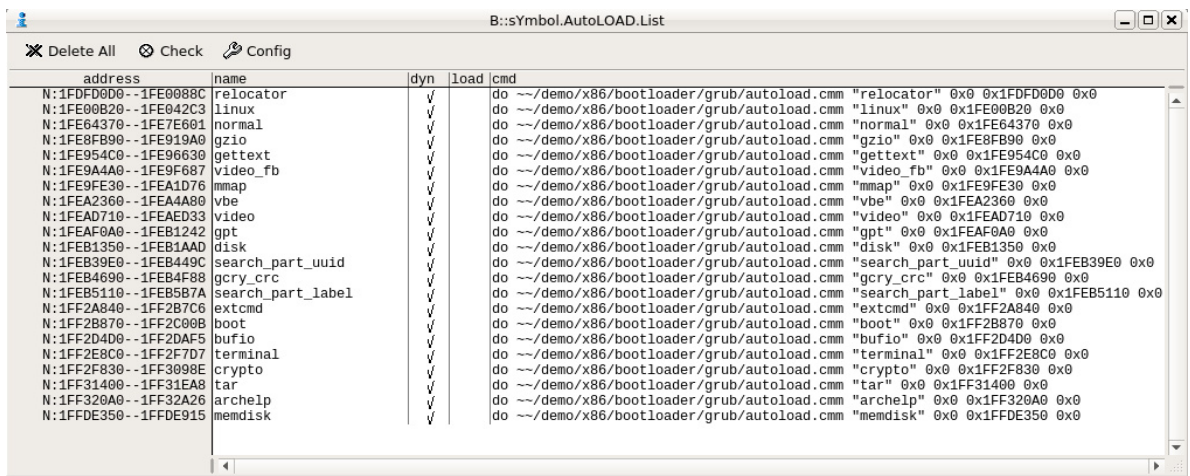 B::sYmbol.AutoLOAD.List
Delete All Check Config
address name dyn load cmd
N:1FDFD0D0--1FE0088C relocator √ do ~~/demo/x86/bootloader/grub/autoload.cmm "relocator" 0x0 0x1FDFD0D0 0x0
N:1FE00B20--1FE042C3 linux √ do ~~/demo/x86/bootloader/grub/autoload.cmm "linux" 0x0 0x1FE00B20 0x0
N:1FE64370--1FE7E601 normal √ do ~~/demo/x86/bootloader/grub/autoload.cmm "normal" 0x0 0x1FE64370 0x0
N:1FE8FB90--1FE919A0 gzio √ do ~~/demo/x86/bootloader/grub/autoload.cmm "gzio" 0x0 0x1FE8FB90 0x0
N:1FE954C0--1FE96630 gettext √ do ~~/demo/x86/bootloader/grub/autoload.cmm "gettext" 0x0 0x1FE954C0 0x0
N:1FE9A4A0--1FE9F687 video_fb √ do ~~/demo/x86/bootloader/grub/autoload.cmm "video_fb" 0x0 0x1FE9A4A0 0x0
N:1FE9FE30--1FEA1D76 mmap √ do ~~/demo/x86/bootloader/grub/autoload.cmm "mmap" 0x0 0x1FE9FE30 0x0
N:1FEA2360--1FEA4A80 vbe √ do ~~/demo/x86/bootloader/grub/autoload.cmm "vbe" 0x0 0x1FEA2360 0x0
N:1FEAD710--1FEAED33 video √ do ~~/demo/x86/bootloader/grub/autoload.cmm "video" 0x0 0x1FEAD710 0x0
N:1FEAF0A0--1FEB1242 gpt √ do ~~/demo/x86/bootloader/grub/autoload.cmm "gpt" 0x0 0x1FEAF0A0 0x0
N:1FEB1350--1FEB1AAD disk √ do ~~/demo/x86/bootloader/grub/autoload.cmm "disk" 0x0 0x1FEB1350 0x0
N:1FEB39E0--1FEB449C search_part_uuid √ do ~~/demo/x86/bootloader/grub/autoload.cmm "search_part_uuid" 0x0 0x1FEB39E0 0x0
N:1FEB4690--1FEB4F88 gcry_crc √ do ~~/demo/x86/bootloader/grub/autoload.cmm "gcry_crc" 0x0 0x1FEB4690 0x0
N:1FEB5110--1FEB5B7A search_part_label √ do ~~/demo/x86/bootloader/grub/autoload.cmm "search_part_label" 0x0 0x1FEB5110 0x0
N:1FF2A840--1FF2B7C6 extcmd √ do ~~/demo/x86/bootloader/grub/autoload.cmm "extcmd" 0x0 0x1FF2A840 0x0
N:1FF2B870--1FF2C00B boot √ do ~~/demo/x86/bootloader/grub/autoload.cmm "boot" 0x0 0x1FF2B870 0x0
N:1FF2D4D0--1FF2DAF5 bufio √ do ~~/demo/x86/bootloader/grub/autoload.cmm "bufio" 0x0 0x1FF2D4D0 0x0
N:1FF2E8C0--1FF2F7D7 terminal √ do ~~/demo/x86/bootloader/grub/autoload.cmm "terminal" 0x0 0x1FF2E8C0 0x0
N:1FF2F830--1FF3098E crypto √ do ~~/demo/x86/bootloader/grub/autoload.cmm "crypto" 0x0 0x1FF2F830 0x0
N:1FF31400--1FF31EA8 tar √ do ~~/demo/x86/bootloader/grub/autoload.cmm "tar" 0x0 0x1FF31400 0x0
N:1FF320A0--1FF32A26 archelp √ do ~~/demo/x86/bootloader/grub/autoload.cmm "archelp" 0x0 0x1FF320A0 0x0
N:1FFDE350--1FFDE915 memdisk √ do ~~/demo/x86/bootloader/grub/autoload.cmm "memdisk" 0x0 0x1FFDE350 0x0